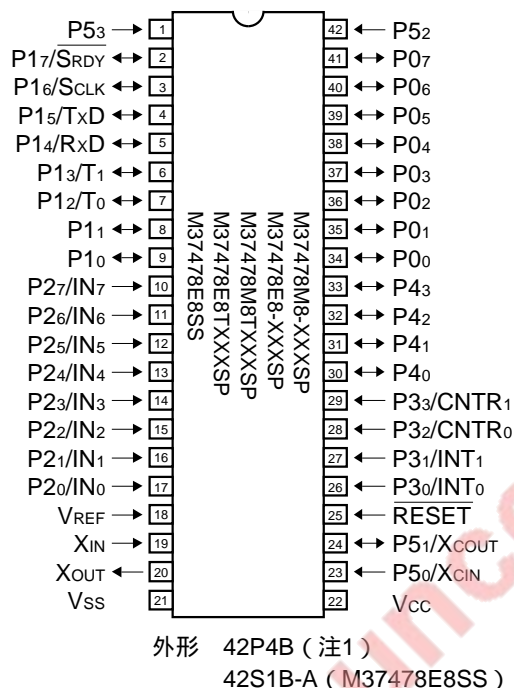 P53 1 42 P52
P17/SRDY 2 41 P07
P16/SCLK 3 40 P06
P15/TXD 4 39 P05
P14/RXD 5 38 P04
P13/T1 6 37 P03
P12/T0 7 36 P02
P11 8 35 P01
P10 9 34 P00
P27/IN7 10 33 P43
P26/IN6 11 32 P42
P25/IN5 12 31 P41
P24/IN4 13 30 P40
P23/IN3 14 29 P33/CNTR1
P22/IN2 15 28 P32/CNTR0
P21/IN1 16 27 P31/INT1
P20/IN0 17 26 P30/INT0
VREF 18 25 RESET
XIN 19 24 P51/XCOUT
XOUT 20 23 P50/XCIN
VSS 21 22 VCC
M37478M8-XXXSP
M37478E8-XXXSP
M37478M8TXXXSP
M37478E8TXXXSP
M37478E8SS
外形 42P4B(注1)
42S1B-A(M37478E8SS)